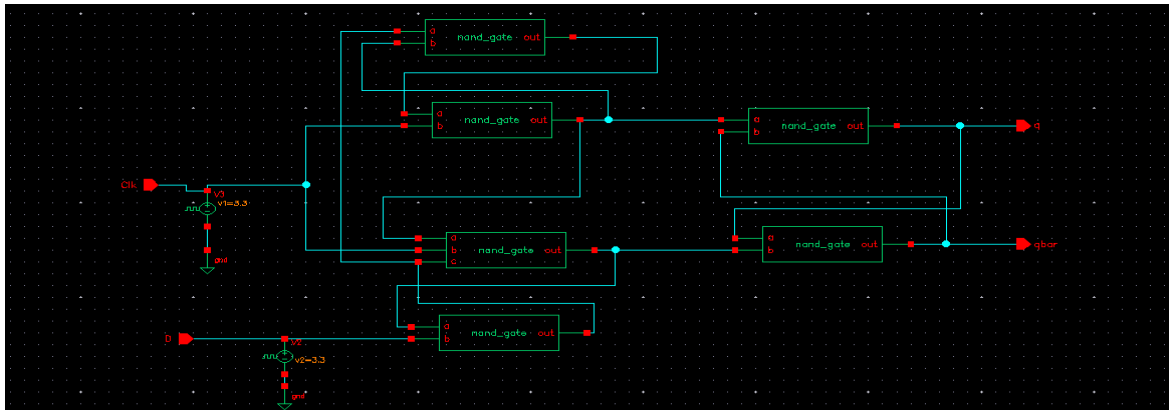 a
nand_gate out
b
a
nand_gate out
b
a
nand_gate out
b
q
Clk
V3
v1=3.3
gnd
a
b nand_gate out
c
a
nand_gate out
b
qbar
a
nand_gate out
b
D
V2
v2=3.3
gnd